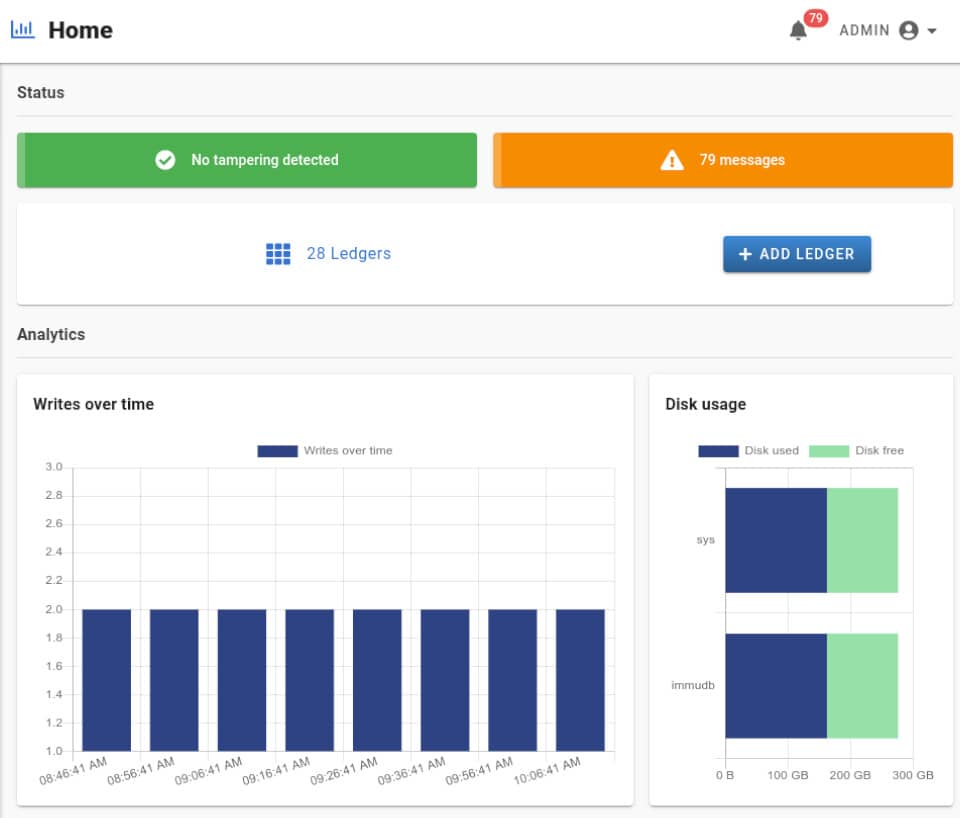 Home
79
ADMIN
Status
No tampering detected
79 messages
28 Ledgers
+ ADD LEDGER
Analytics
Writes over time
Writes over time
3.0
2.8
2.6
2.4
2.2
2.0
1.8
1.6
1.4
1.2
1.0
08:46:41 AM
08:56:41 AM
09:06:41 AM
09:16:41 AM
09:26:41 AM
09:36:41 AM
09:56:41 AM
10:06:41 AM
Disk usage
Disk used
Disk free
sys
immudb
0 B
100 GB
200 GB
300 GB